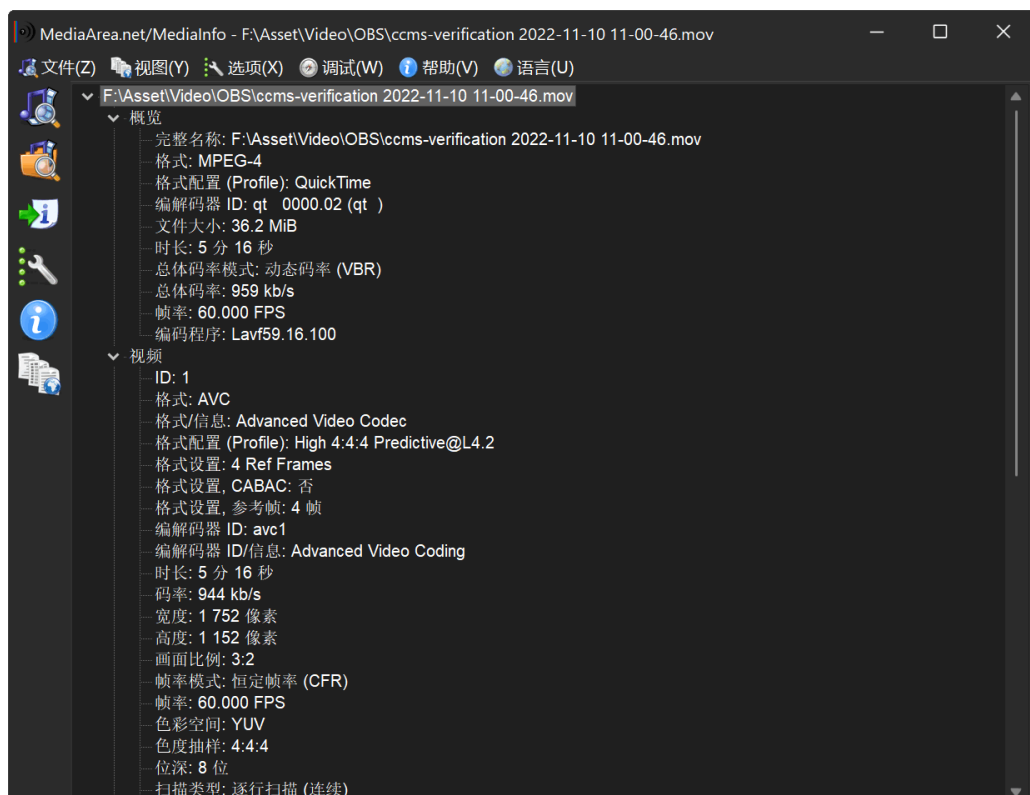 MediaArea.net/MediaInfo - F:\Asset\Video\OBS\ccms-verification 2022-11-10 11-00-46.mov
文件(Z) 视图(Y) 选项(X) 调试(W) 帮助(V) 语言(U)
F:\Asset\Video\OBS\ccms-verification 2022-11-10 11-00-46.mov
概览
完整名称: F:\Asset\Video\OBS\ccms-verification 2022-11-10 11-00-46.mov
格式: MPEG-4
格式配置 (Profile): QuickTime
编解码器 ID: qt   0000.02 (qt  )
文件大小: 36.2 MiB
时长: 5 分 16 秒
总体码率模式: 动态码率 (VBR)
总体码率: 959 kb/s
帧率: 60.000 FPS
编码程序: Lavf59.16.100
视频
ID: 1
格式: AVC
格式/信息: Advanced Video Codec
格式配置 (Profile): High 4:4:4 Predictive@L4.2
格式设置: 4 Ref Frames
格式设置, CABAC: 否
格式设置, 参考帧: 4 帧
编解码器 ID: avc1
编解码器 ID/信息: Advanced Video Coding
时长: 5 分 16 秒
码率: 944 kb/s
宽度: 1 752 像素
高度: 1 152 像素
画面比例: 3:2
帧率模式: 恒定帧率 (CFR)
帧率: 60.000 FPS
色彩空间: YUV
色度抽样: 4:4:4
位深: 8 位
扫描类型: 逐行扫描 (连续)